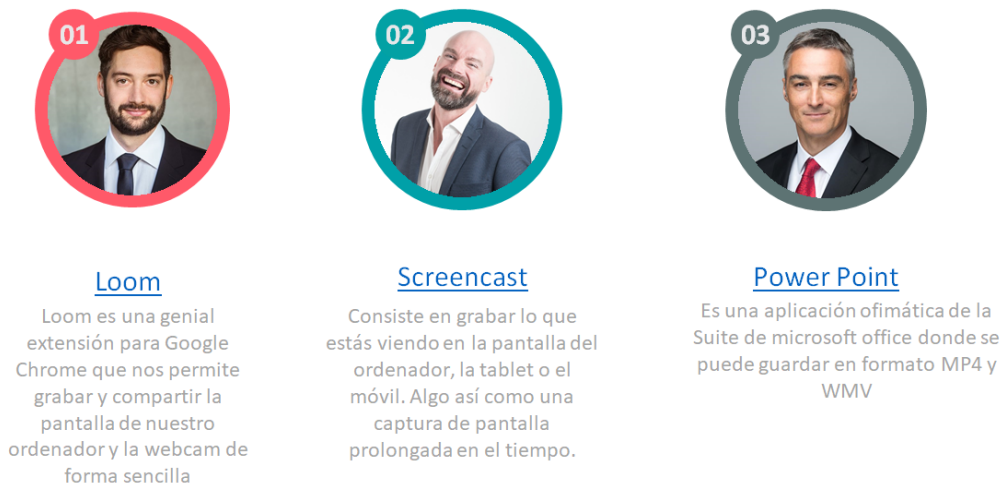 01
02
03
Loom
Loom es una genial
extensión para Google
Chrome que nos permite
grabar y compartir la
pantalla de nuestro
ordenador y la webcam de
forma sencilla
Screencast
Consiste en grabar lo que
estás viendo en la pantalla del
ordenador, la tablet o el
móvil. Algo así como una
captura de pantalla
prolongada en el tiempo.
Power Point
Es una aplicación ofimática de la
Suite de microsoft office donde se
puede guardar en formato MP4 y
WMV